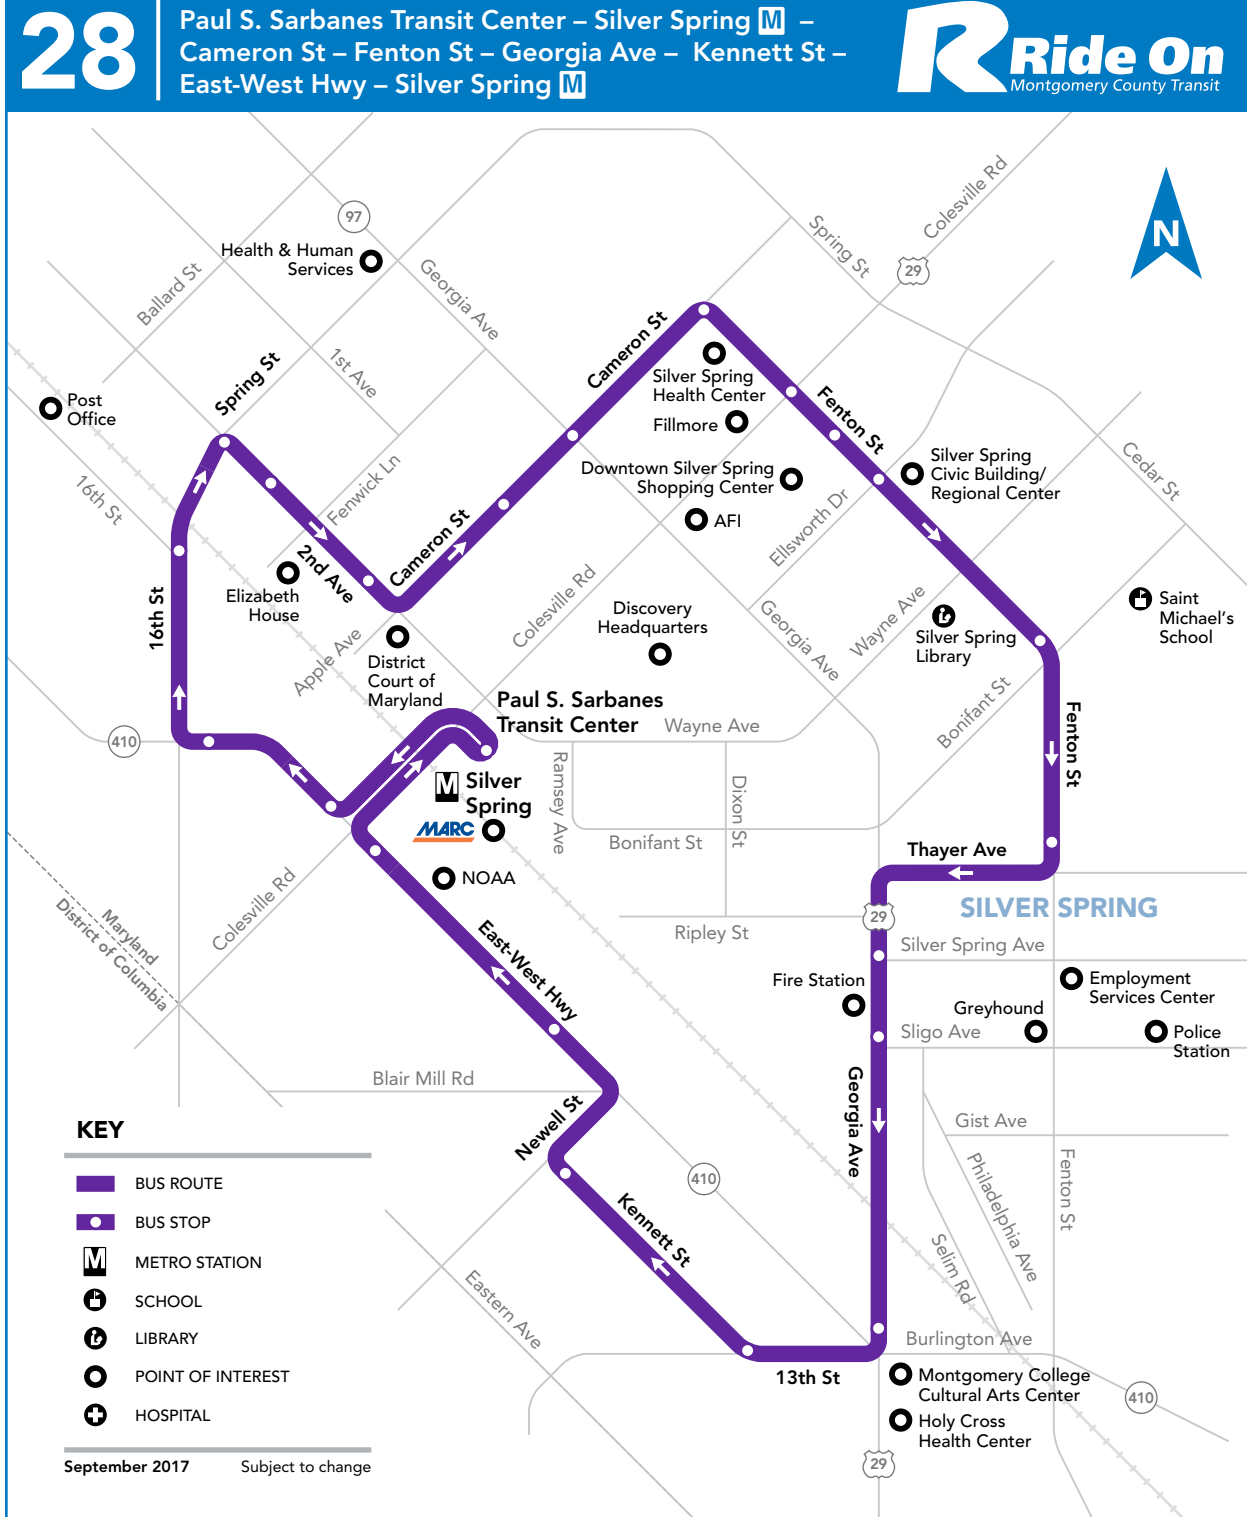 28
Paul S. Sarbanes Transit Center – Silver Spring M –
Cameron St – Fenton St – Georgia Ave – Kennett St –
East-West Hwy – Silver Spring M
R Ride On
Montgomery County Transit
N
97
Health & Human
Services
Ballard St
Georgia Ave
Spring St
Colesville Rd
29
Cameron St
1st Ave
Spring St
Post
Office
Silver Spring
Health Center
Fillmore
Fenton St
Downtown Silver Spring
Shopping Center
AFI
Silver Spring
Civic Building/
Regional Center
Cedar St
16th St
Fenwick Ln
Cameron St
2nd Ave
Ellsworth Dr
Elizabeth
House
16th St
Apple Ave
District
Court of
Maryland
Colesville Rd
Discovery
Headquarters
Georgia Ave
Wayne Ave
Silver Spring
Library
Saint
Michael's
School
Bonifant St
Paul S. Sarbanes
Transit Center
Wayne Ave
410
Fenton St
M
Silver
Spring
MARC
Ramsey Ave
Dixon St
Bonifant St
Thayer Ave
NOAA
Colesville Rd
Maryland
District of Columbia
29
SILVER SPRING
Ripley St
Silver Spring Ave
East-West Hwy
Fire Station
Employment
Services Center
Greyhound
Sligo Ave
Police
Station
Blair Mill Rd
Newell St
Georgia Ave
Gist Ave
Philadelphia Ave
Fenton St
410
Kennett St
Selim Rd
Eastern Ave
Burlington Ave
13th St
Montgomery College
Cultural Arts Center
410
Holy Cross
Health Center
29
KEY
BUS ROUTE
BUS STOP
M METRO STATION
SCHOOL
LIBRARY
POINT OF INTEREST
HOSPITAL
September 2017 Subject to change